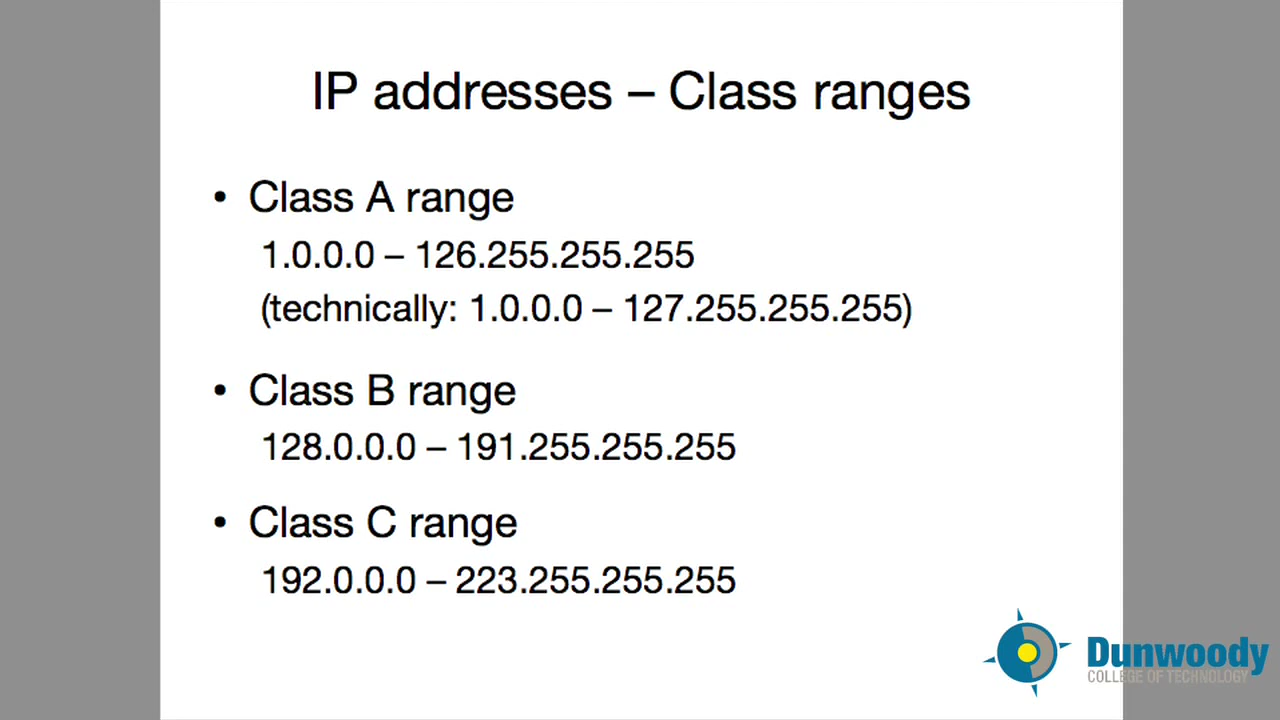 IP addresses – Class ranges
• Class A range
1.0.0.0 – 126.255.255.255
(technically: 1.0.0.0 – 127.255.255.255)
• Class B range
128.0.0.0 – 191.255.255.255
• Class C range
192.0.0.0 – 223.255.255.255
Dunwoody
COLLEGE OF TECHNOLOGY